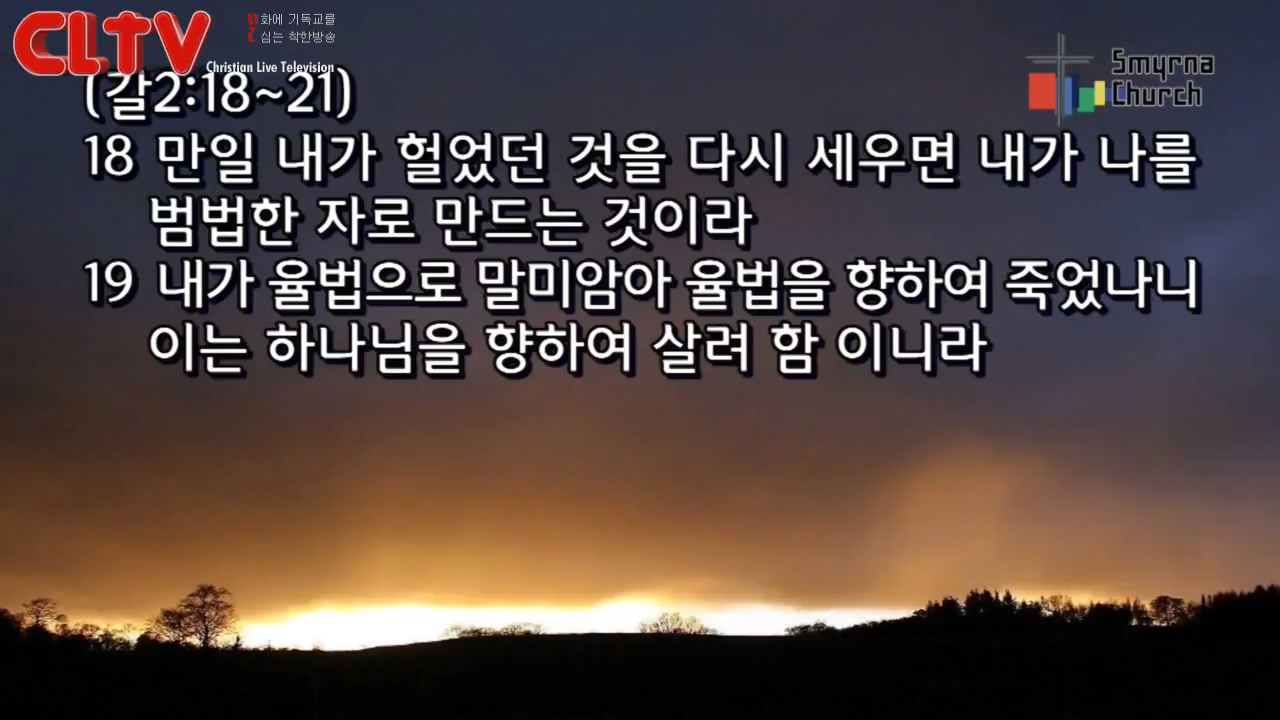 CLTV
화에 기독교를
심는 착한방송
Christian Live Television
Smyrna
Church
(갈2:18~21)
18 만일 내가 헐었던 것을 다시 세우면 내가 나를
범법한 자로 만드는 것이라
19 내가 율법으로 말미암아 율법을 향하여 죽었나니
이는 하나님을 향하여 살려 함 이니라